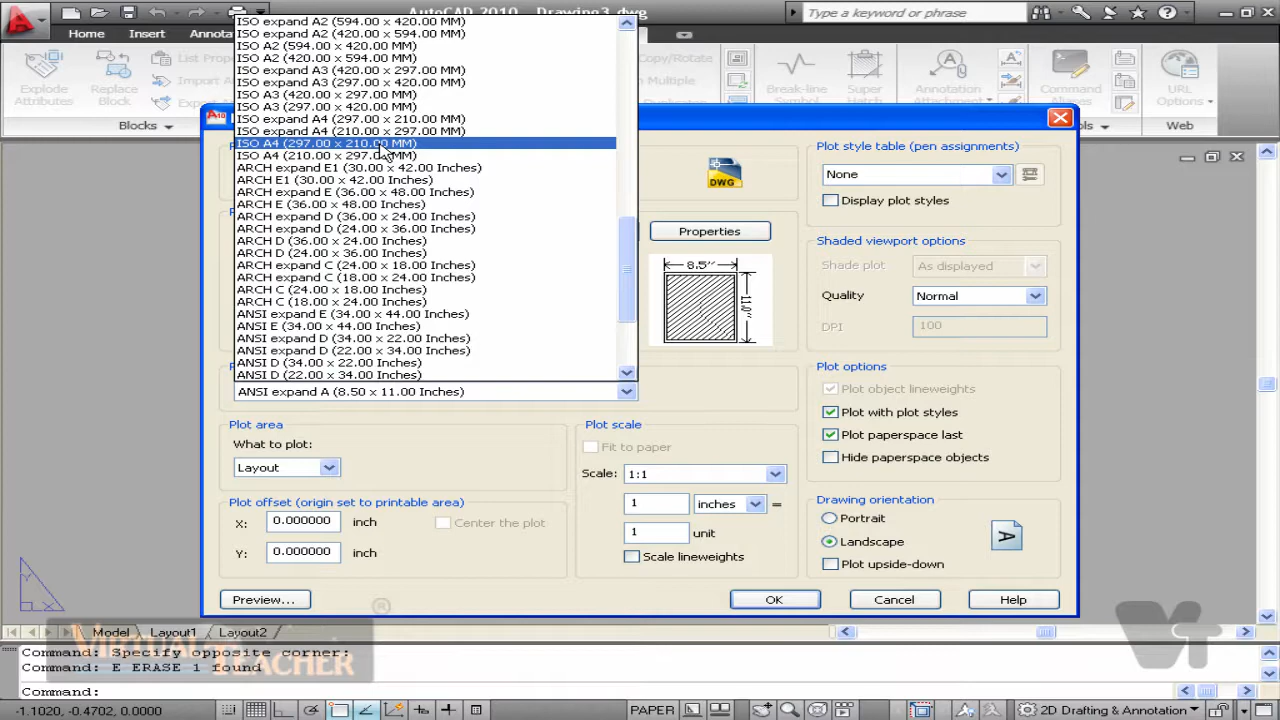 AutoCAD 2010 Drawing3.dwg
Type a keyword or phrase
Home Insert Annota
Explode Attributes
Replace Block
List Prop
Import A
Exp
Copy/Rotate
Multiple
Break-line Symbol
Super Hatch
Annotation Attachment
Command Aliases
URL Options
Blocks
ols
Web
ISO expand A2 (594.00 x 420.00 MM)
ISO expand A2 (420.00 x 594.00 MM)
ISO A2 (594.00 x 420.00 MM)
ISO A2 (420.00 x 594.00 MM)
ISO expand A3 (420.00 x 297.00 MM)
ISO expand A3 (297.00 x 420.00 MM)
ISO A3 (420.00 x 297.00 MM)
ISO A3 (297.00 x 420.00 MM)
ISO expand A4 (297.00 x 210.00 MM)
ISO expand A4 (210.00 x 297.00 MM)
ISO A4 (297.00 x 210.00 MM)
ISO A4 (210.00 x 297.00 MM)
ARCH expand E1 (30.00 x 42.00 Inches)
ARCH E1 (30.00 x 42.00 Inches)
ARCH expand E (36.00 x 48.00 Inches)
ARCH E (36.00 x 48.00 Inches)
ARCH expand D (36.00 x 24.00 Inches)
ARCH expand D (24.00 x 36.00 Inches)
ARCH D (36.00 x 24.00 Inches)
ARCH D (24.00 x 36.00 Inches)
ARCH expand C (24.00 x 18.00 Inches)
ARCH expand C (18.00 x 24.00 Inches)
ARCH C (24.00 x 18.00 Inches)
ARCH C (18.00 x 24.00 Inches)
ANSI expand E (34.00 x 44.00 Inches)
ANSI E (34.00 x 44.00 Inches)
ANSI expand D (34.00 x 22.00 Inches)
ANSI expand D (22.00 x 34.00 Inches)
ANSI D (34.00 x 22.00 Inches)
ANSI D (22.00 x 34.00 Inches)
ANSI expand A (8.50 x 11.00 Inches)
DWG
Properties
8.5''
11.0''
Plot area
What to plot:
Layout
Plot offset (origin set to printable area)
X: 0.000000 inch
Center the plot
Y: 0.000000 inch
Plot scale
Fit to paper
Scale: 1:1
1 inches =
1 unit
Scale lineweights
Plot style table (pen assignments)
None
Display plot styles
Shaded viewport options
Shade plot As displayed
Quality Normal
DPI 100
Plot options
Plot object lineweights
Plot with plot styles
Plot paperspace last
Hide paperspace objects
Drawing orientation
Portrait
Landscape
Plot upside-down
A
Preview...
OK
Cancel
Help
Model Layout1 Layout2
Command: Specify opposite corner:
Command: E ERASE 1 found
Command:
-1.1020, -0.4702, 0.0000
PAPER
2D Drafting & Annotation